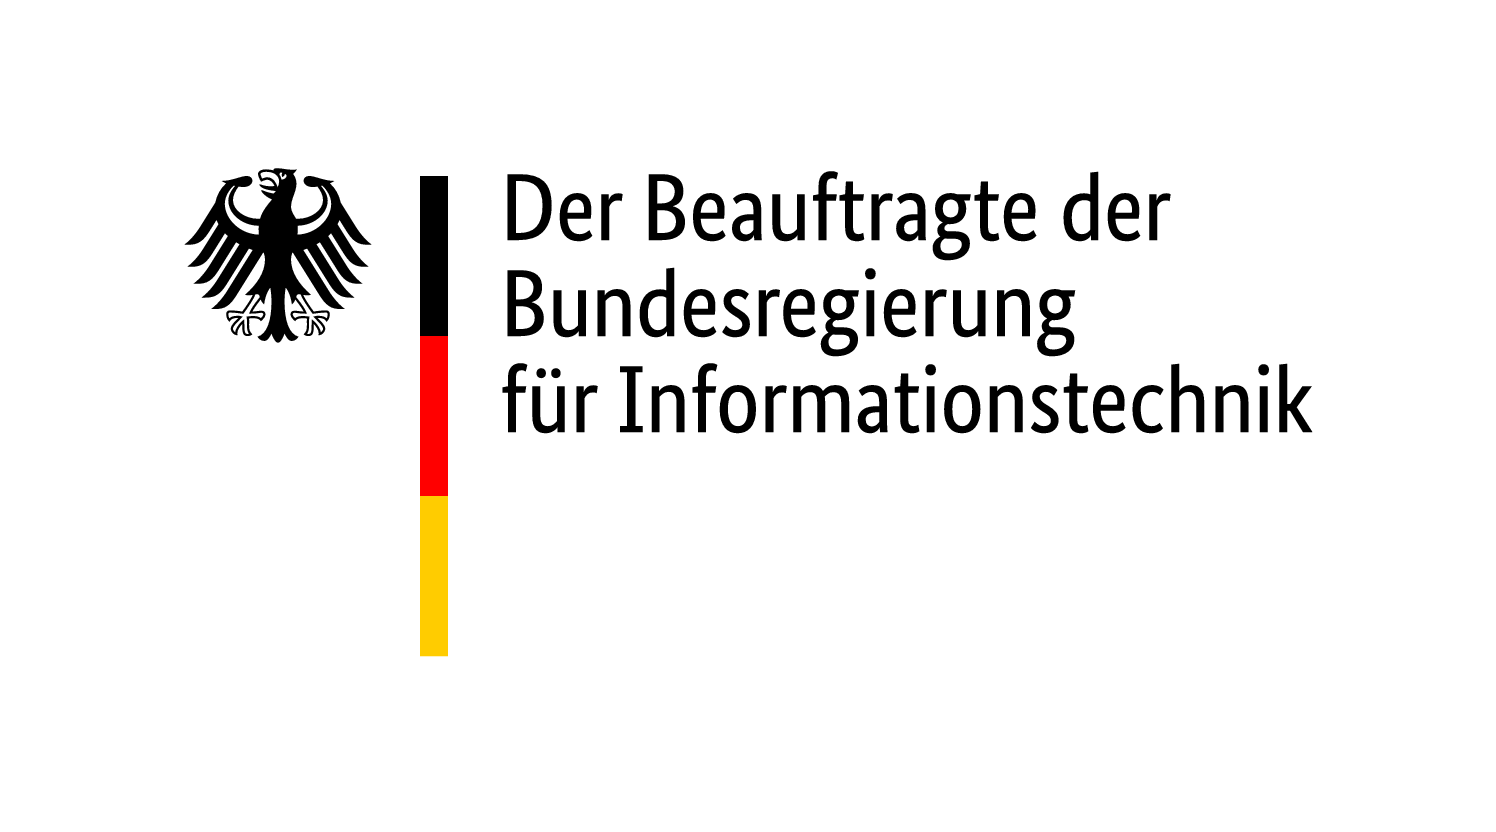 Der Beauftragte der
Bundesregierung
für Informationstechnik